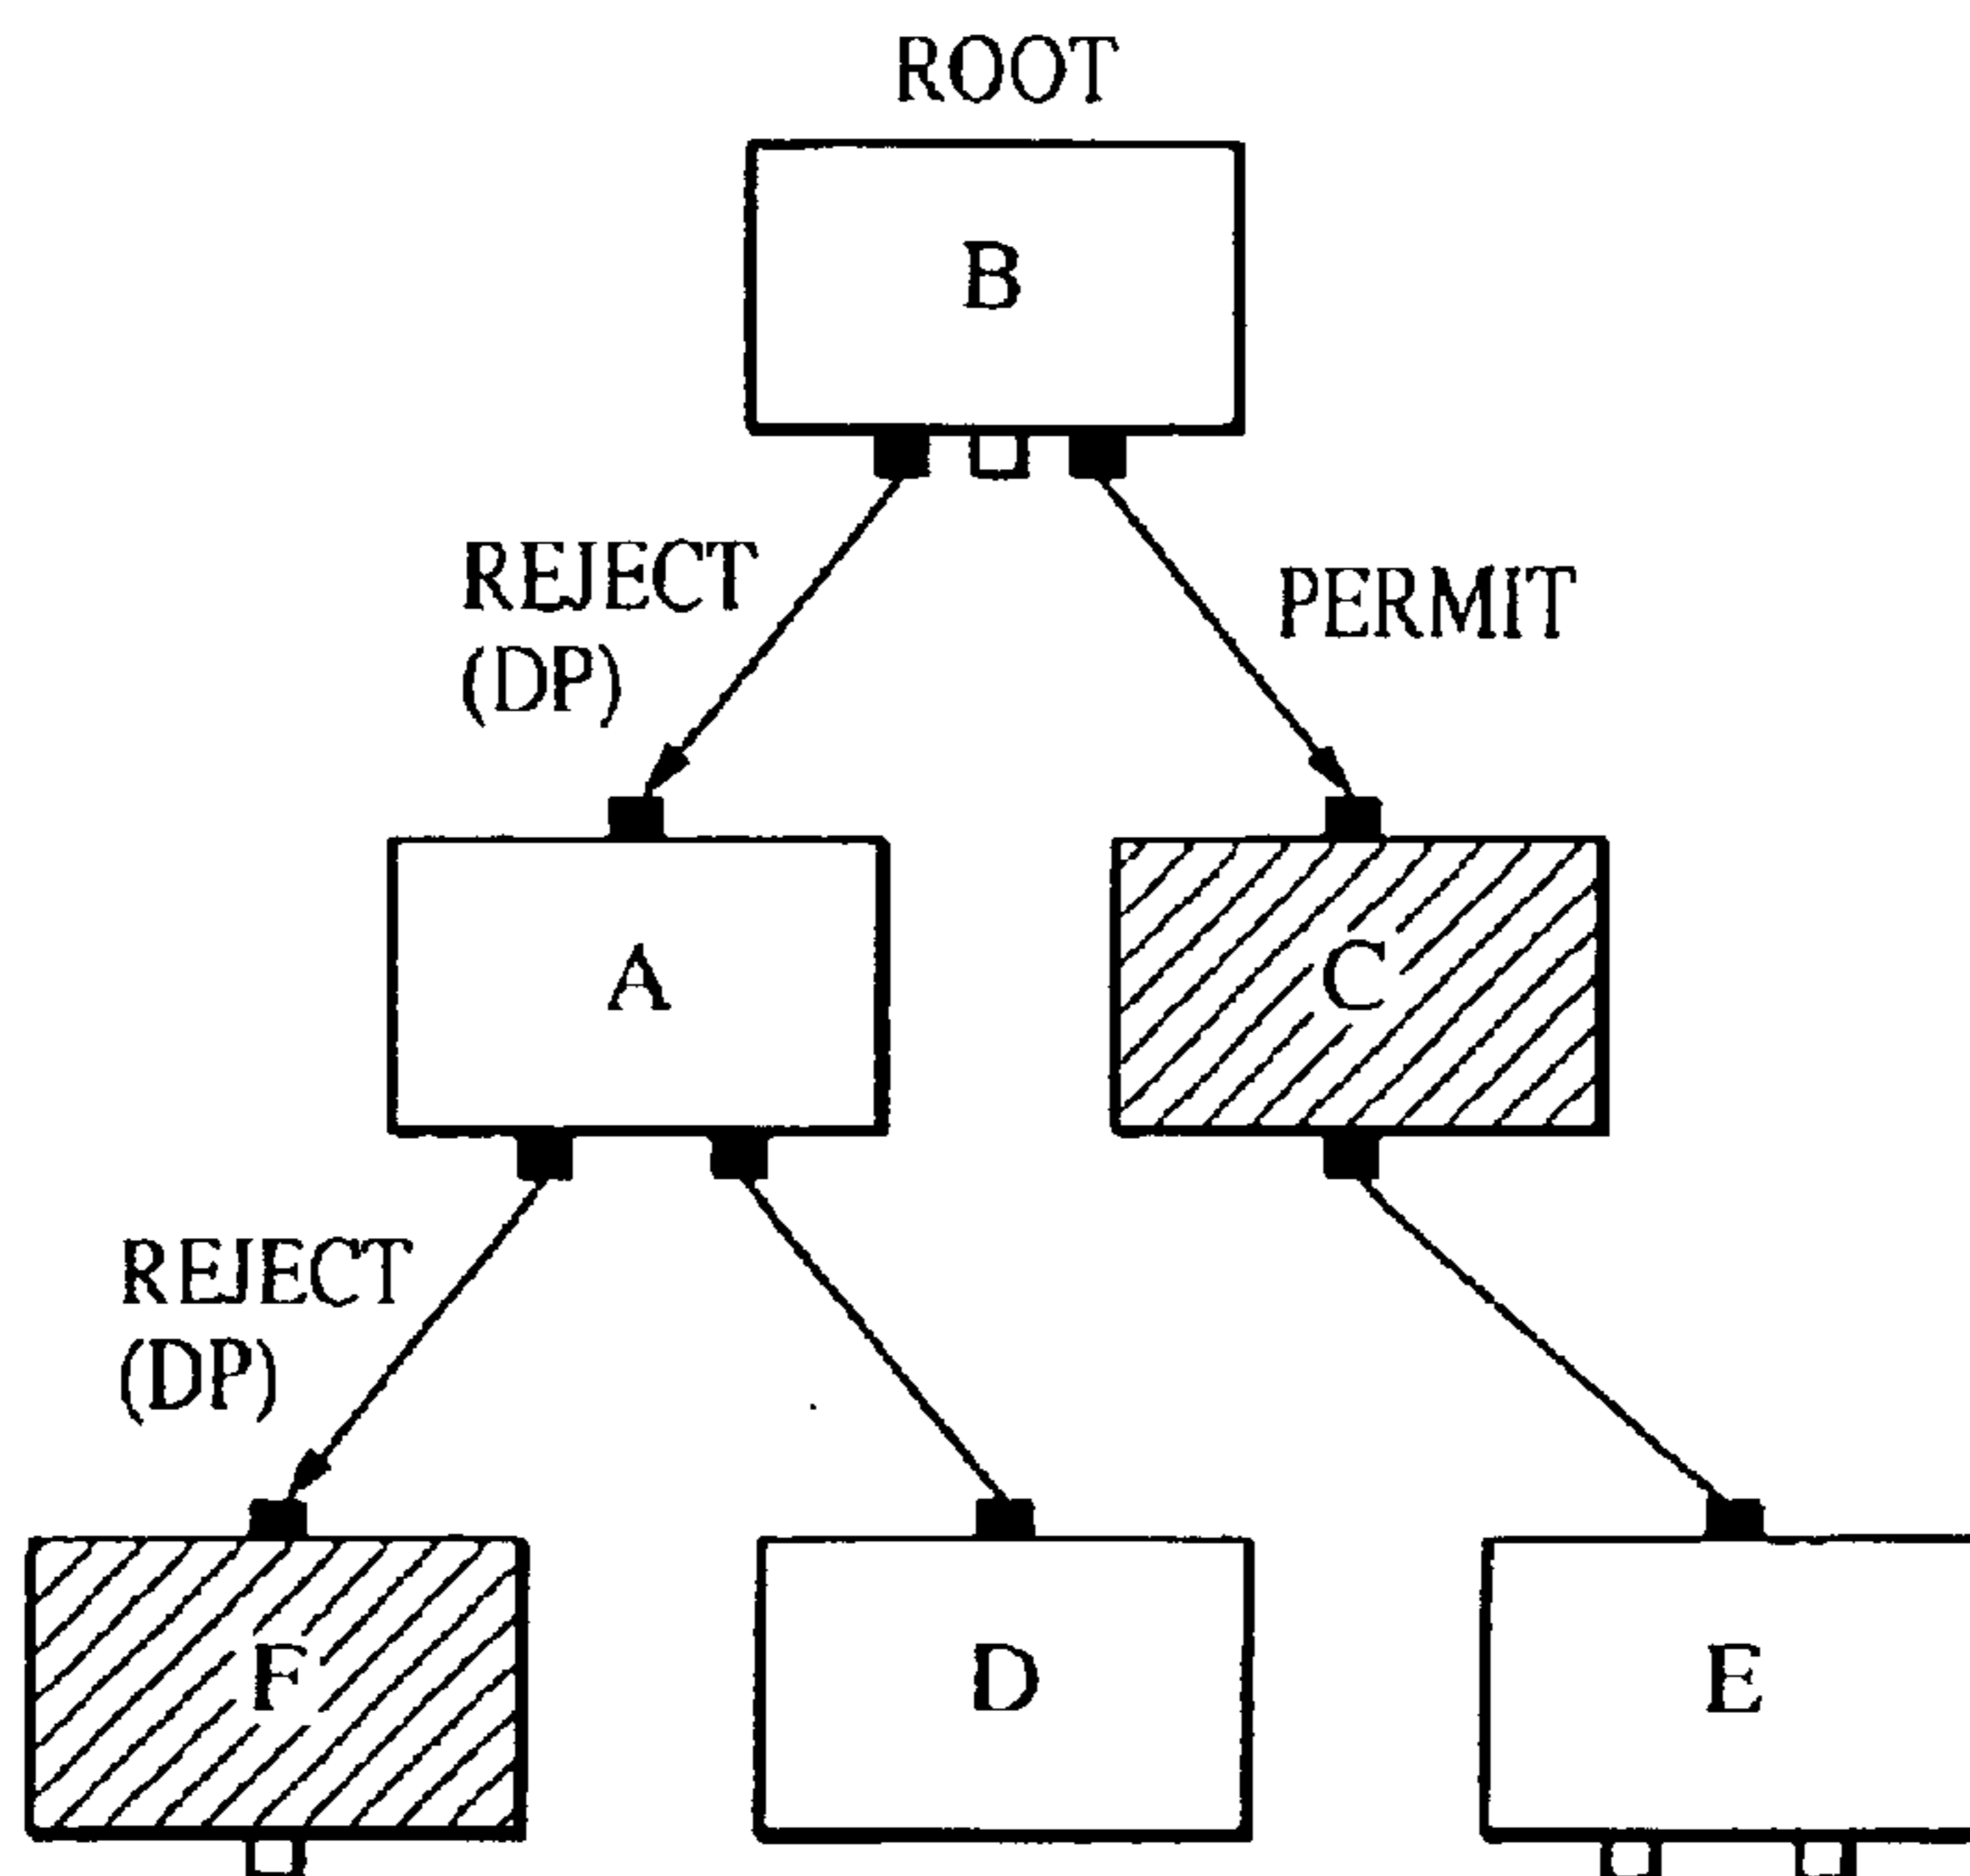 ROOT
B
REJECT
(DP)
PERMIT
A
C
REJECT
(DP)
F
D
E